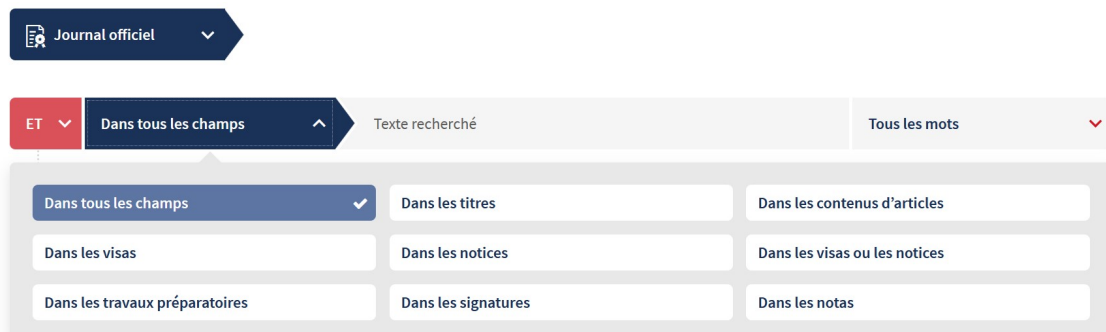 Journal officiel
ET Dans tous les champs Texte recherché Tous les mots
Dans tous les champs Dans les titres Dans les contenus d’articles
Dans les visas Dans les notices Dans les visas ou les notices
Dans les travaux préparatoires Dans les signatures Dans les notas